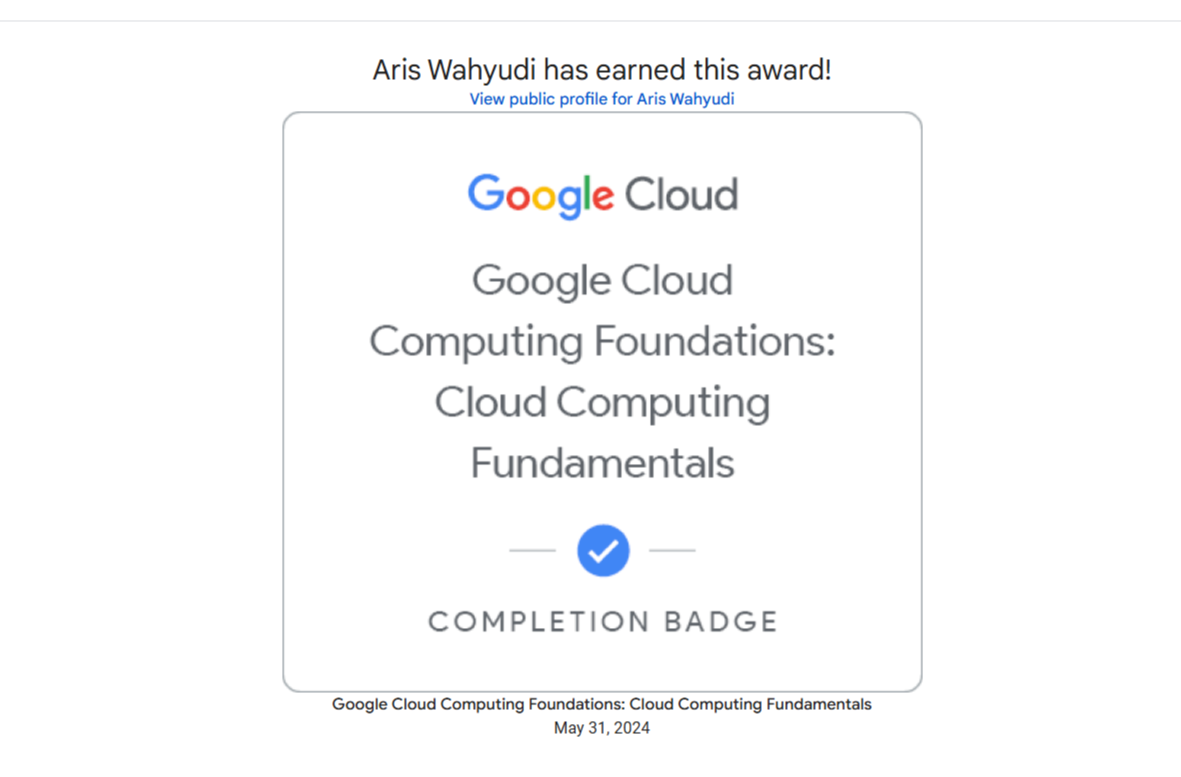 Aris Wahyudi has earned this award!
View public profile for Aris Wahyudi
Google Cloud
Google Cloud
Computing Foundations:
Cloud Computing
Fundamentals
COMPLETION BADGE
Google Cloud Computing Foundations: Cloud Computing Fundamentals
May 31, 2024